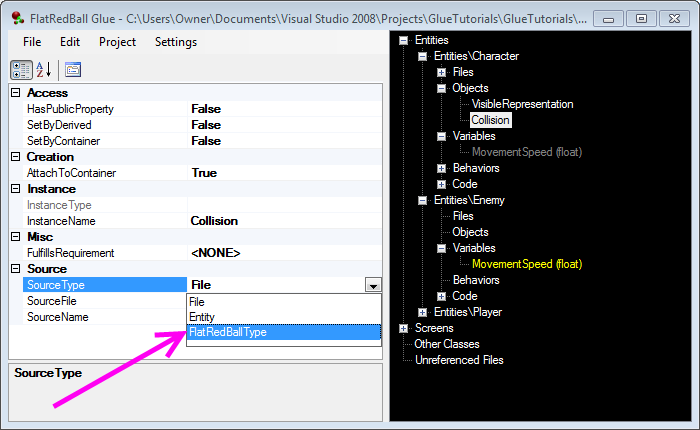 FlatRedBall Glue - C:\Users\Owner\Documents\Visual Studio 2008\Projects\GlueTutorials\GlueTutorials\...
File Edit Project Settings
Access
HasPublicProperty False
SetByDerived False
SetByContainer False
Creation
AttachToContainer True
Instance
InstanceType
InstanceName Collision
Misc
FulfillsRequirement <NONE>
Source
SourceType File
SourceFile
SourceName
File
Entity
FlatRedBallType
SourceType
Entities
Entities\Character
Files
Objects
VisibleRepresentation
Collision
Variables
MovementSpeed (float)
Behaviors
Code
Entities\Enemy
Files
Objects
Variables
MovementSpeed (float)
Behaviors
Code
Entities\Player
Screens
Other Classes
Unreferenced Files